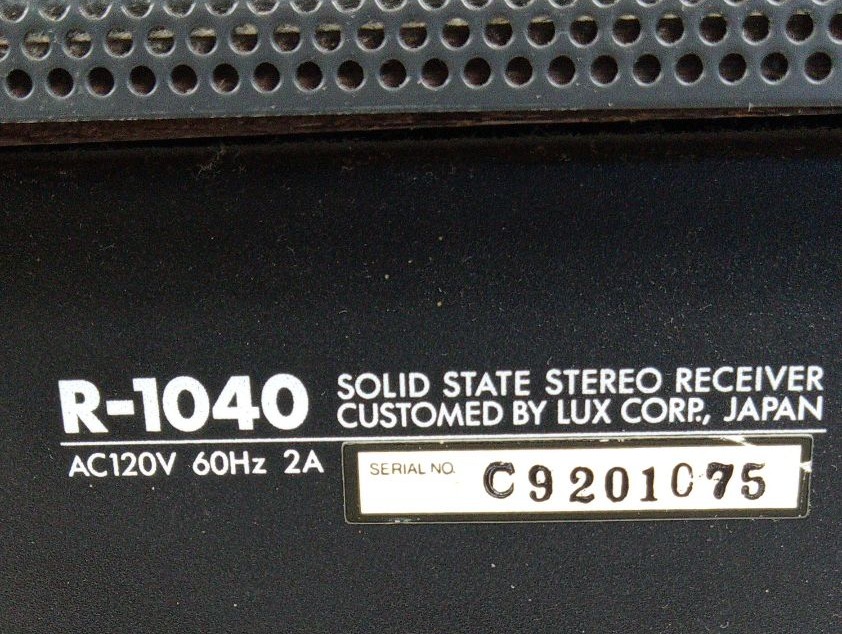 R-1040
SOLID STATE STEREO RECEIVER
CUSTOMED BY LUX CORP., JAPAN
AC120V 60Hz 2A
SERIAL NO. C9201075